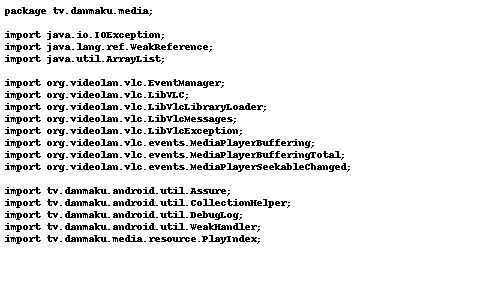 package tv.danmaku.media;
import java.io.IOException;
import java.lang.ref.WeakReference;
import java.util.ArrayList;
import org.videolan.vlc.EventManager;
import org.videolan.vlc.LibVLC;
import org.videolan.vlc.LibVlcLibraryLoader;
import org.videolan.vlc.LibVlcMessages;
import org.videolan.vlc.LibVlcException;
import org.videolan.vlc.events.MediaPlayerBuffering;
import org.videolan.vlc.events.MediaPlayerBufferingTotal;
import org.videolan.vlc.events.MediaPlayerSeekableChanged;
import tv.danmaku.android.util.Assure;
import tv.danmaku.android.util.CollectionHelper;
import tv.danmaku.android.util.DebugLog;
import tv.danmaku.android.util.WeakHandler;
import tv.danmaku.media.resource.PlayIndex;